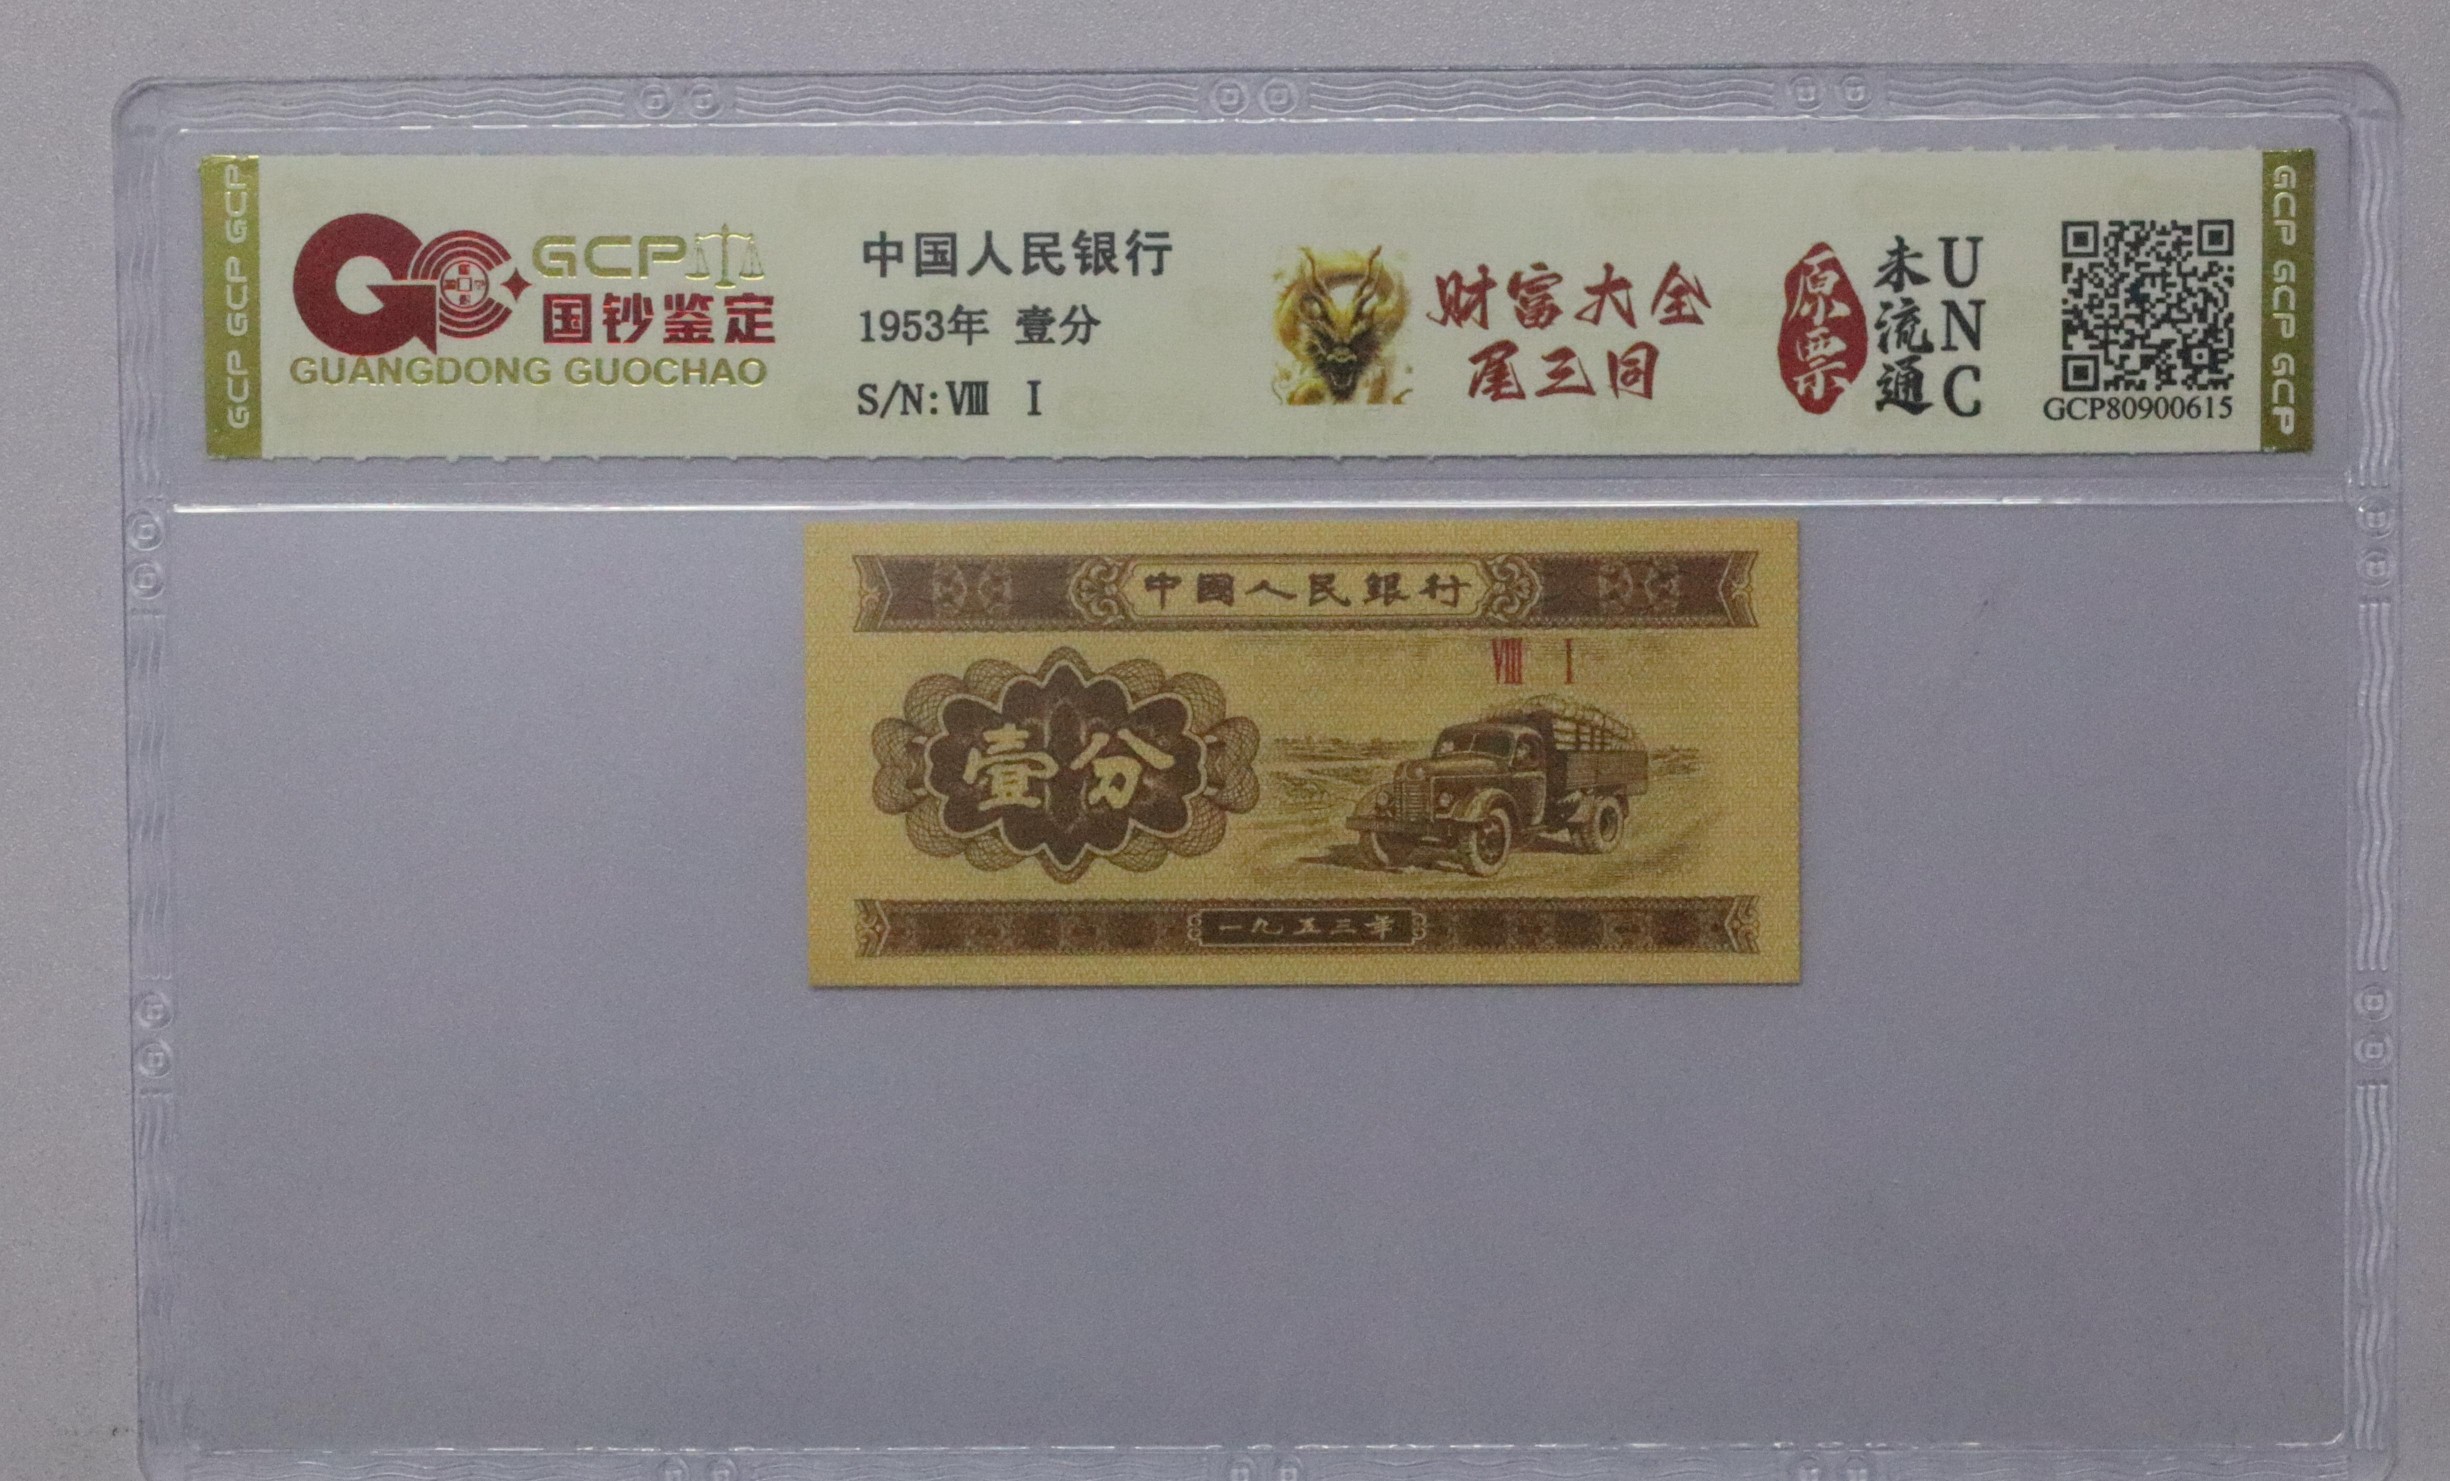 GCP GCP GCP
GCP
国钞鉴定
GUANGDONG GUOCHAO
中国人民银行
1953年 壹分
S/N: Ⅷ Ⅰ
财富大全
尾三同
原票
未流通
UNC
GCP80900615
GCP GCP GCP
中國人民銀行
Ⅷ Ⅰ
壹分
一九五三年